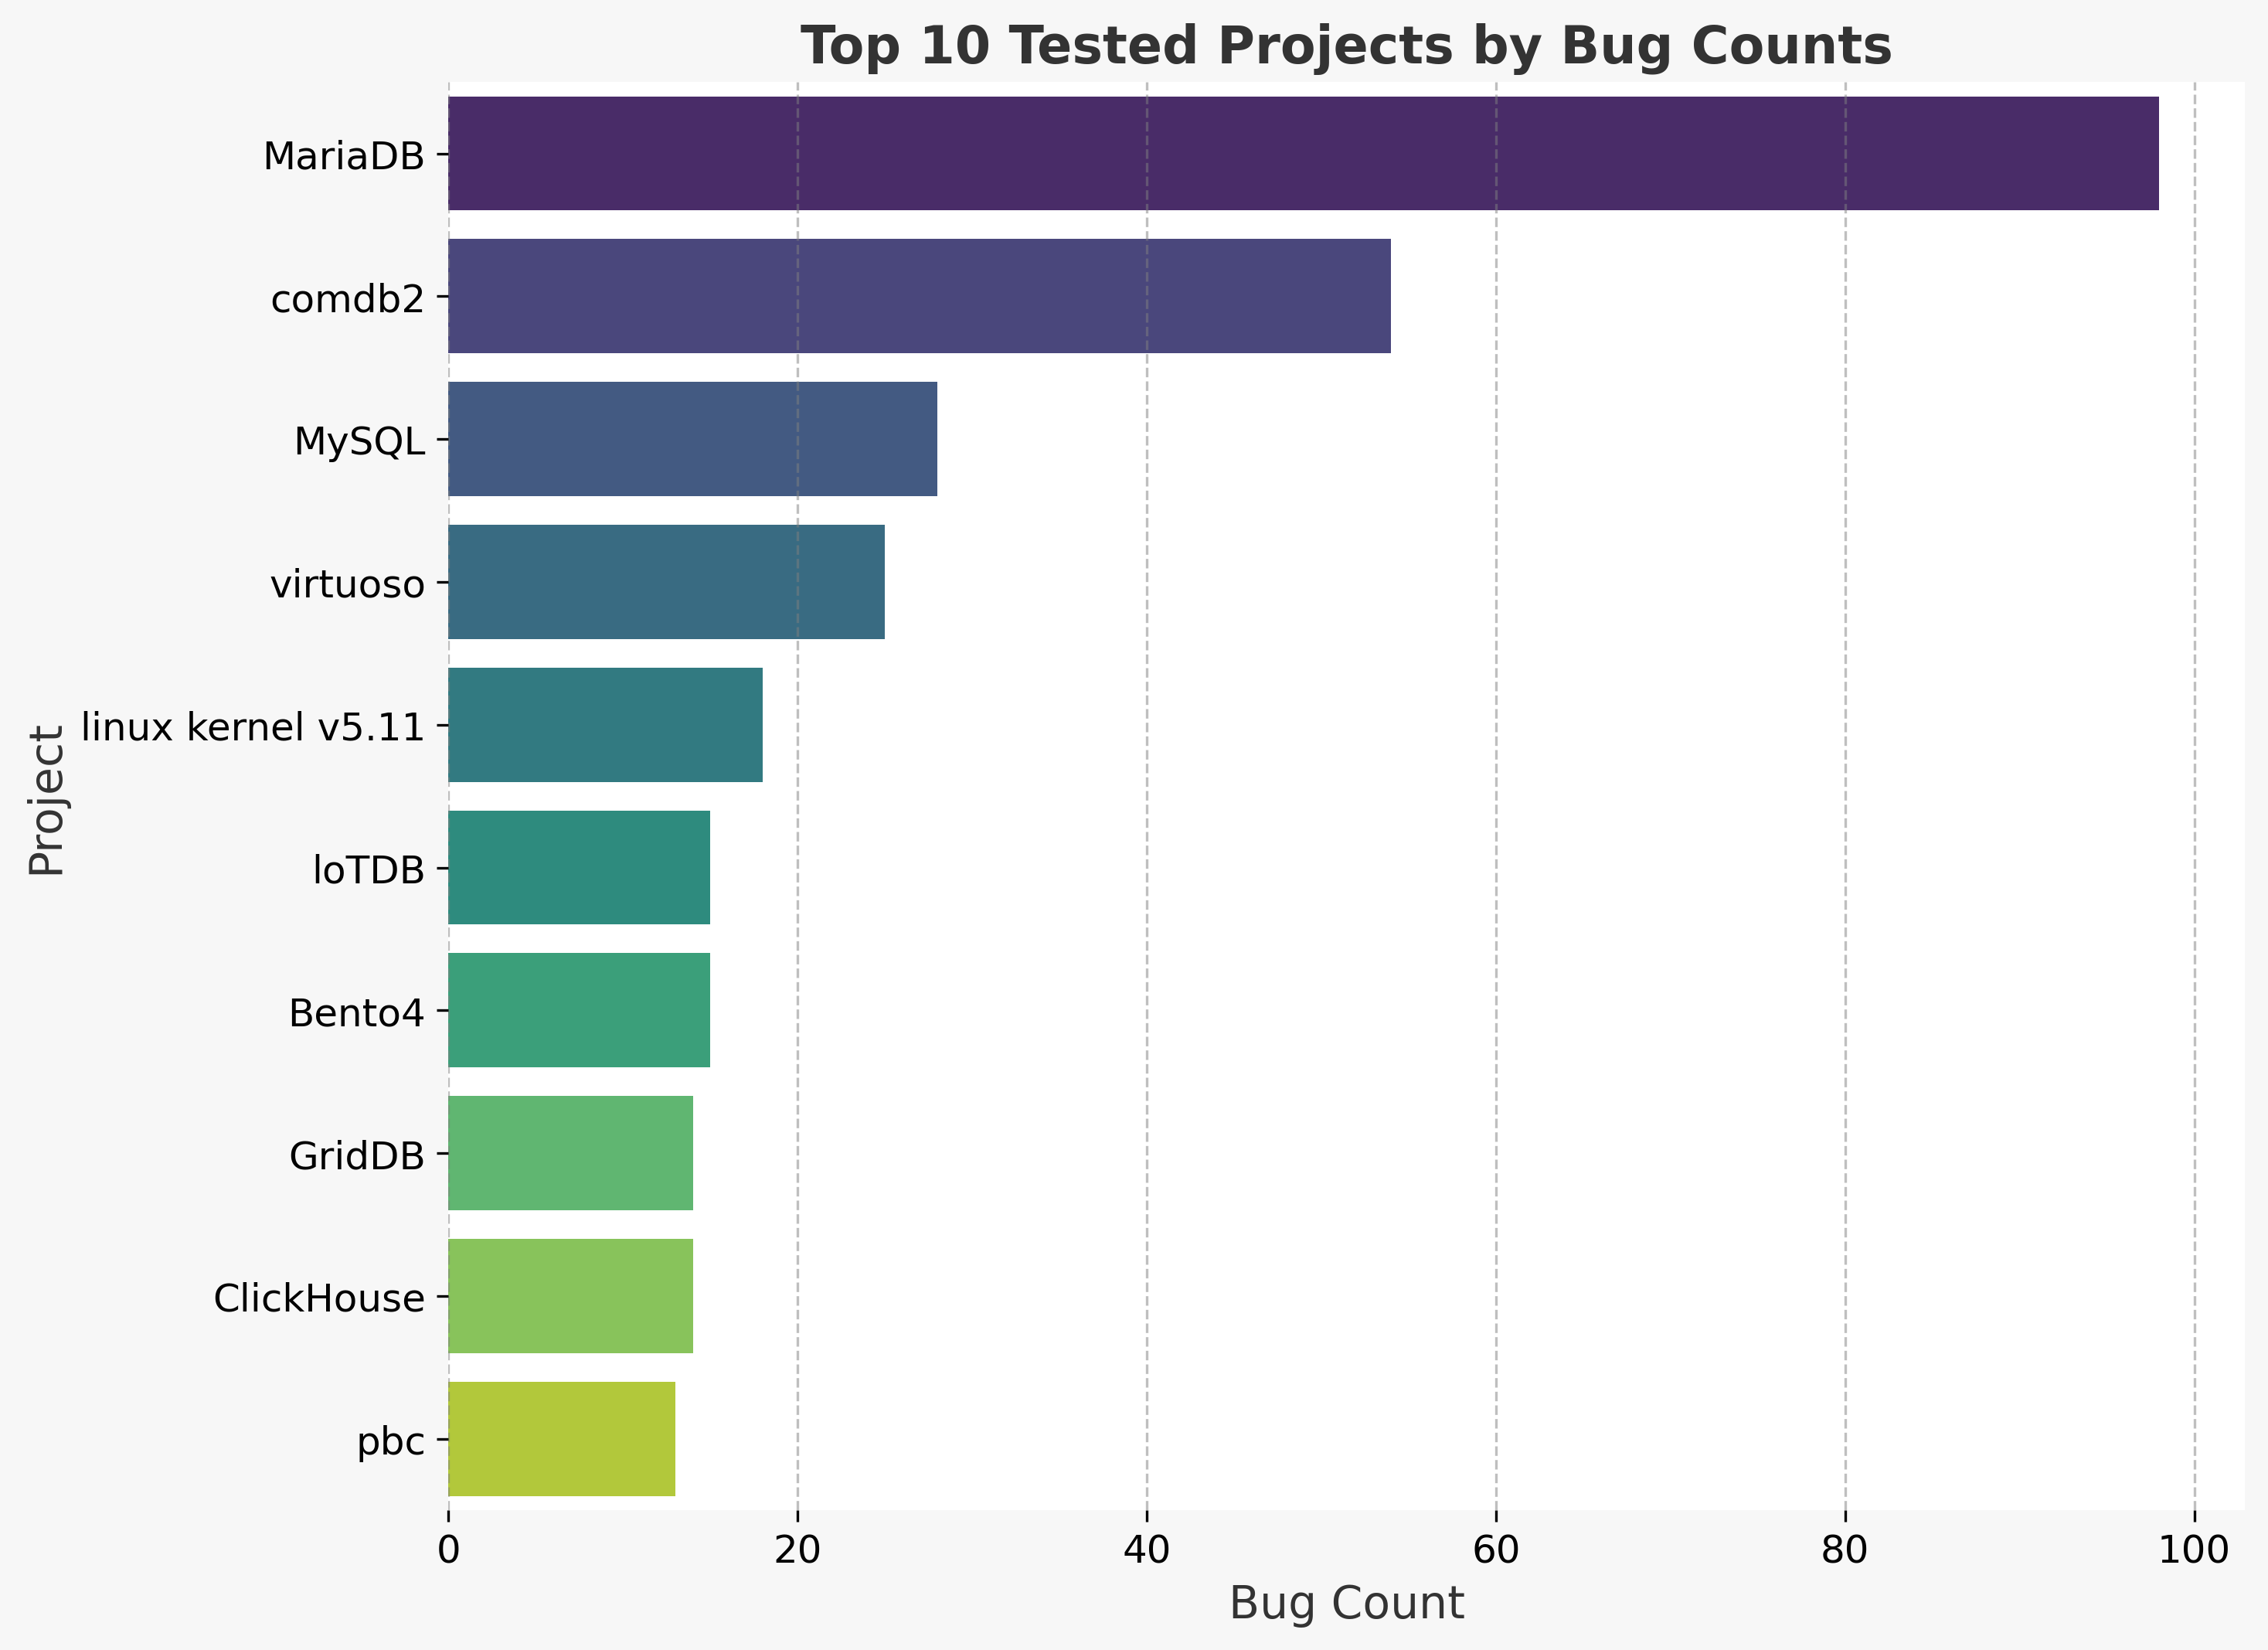 Top 10 Tested Projects by Bug Counts
MariaDB
comdb2
MySQL
virtuoso
linux kernel v5.11
IoTDB
Bento4
GridDB
ClickHouse
pbc
Project
0 20 40 60 80 100
Bug Count